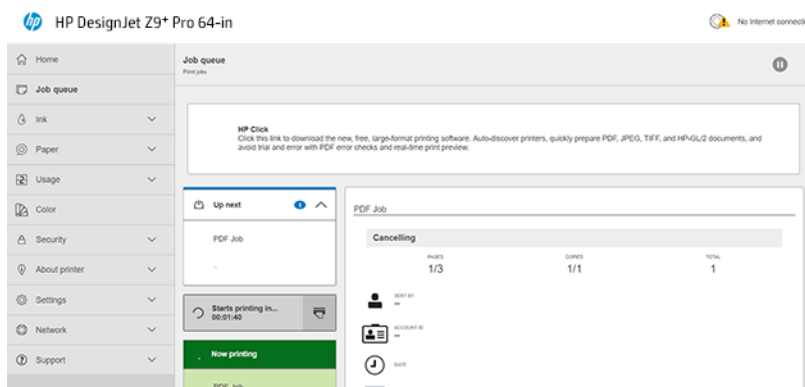 hp HP DesignJet Z9⁺ Pro 64-in
No Internet connecti
Home
Job queue
Ink
Paper
Usage
Color
Security
About printer
Settings
Network
Support
Job queue
Print jobs
HP Click
Click this link to download the new, free, large-format printing software. Auto-discover printers, quickly prepare PDF, JPEG, TIFF, and HP-GL/2 documents, and
avoid trial and error with PDF error checks and real-time print preview.
Up next 1
PDF Job
--
Starts printing in...
00:01:40
Now printing
PDF Job
PDF Job
Cancelling
PAGES COPIES TOTAL
1/3 1/1 1
SENT BY
--
ACCOUNT ID
--
DATE